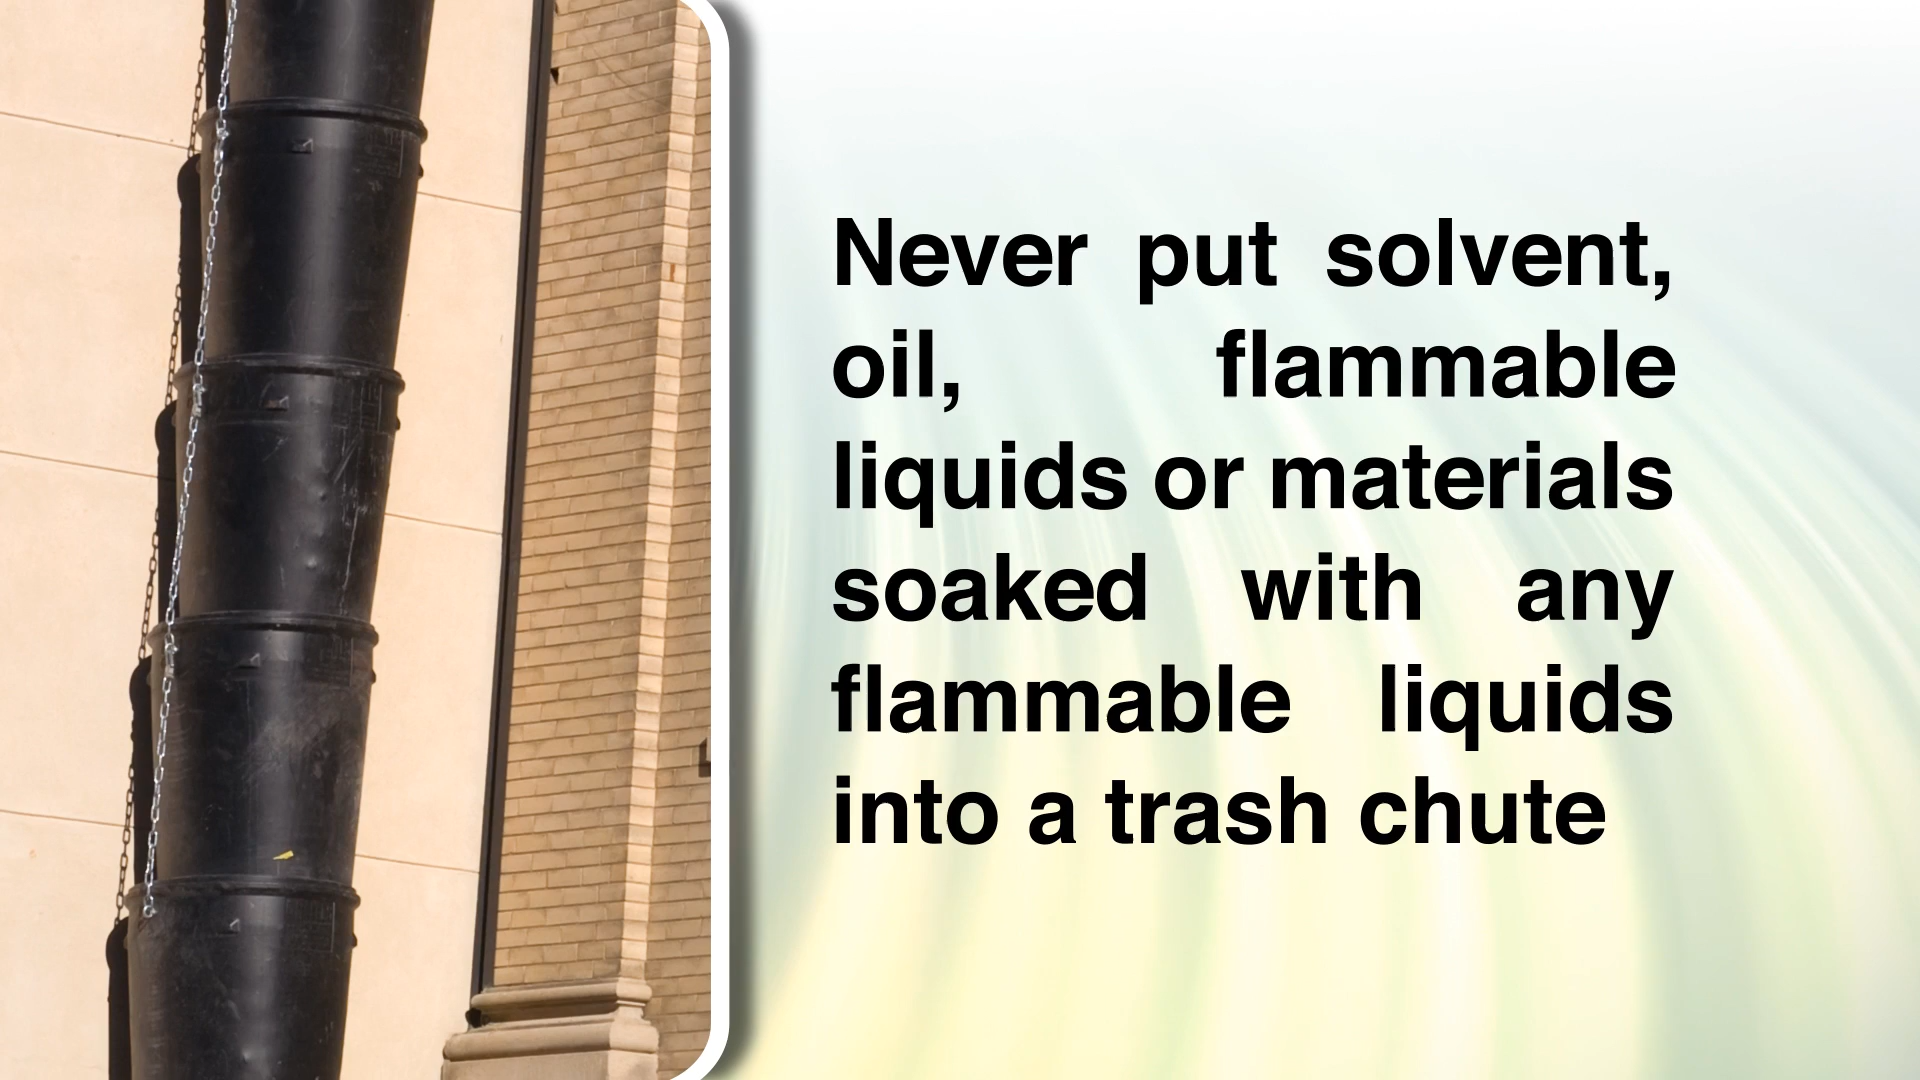 Never put solvent,
oil, flammable
liquids or materials
soaked with any
flammable liquids
into a trash chute